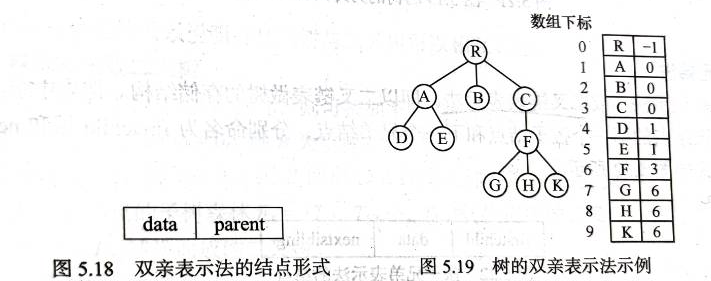 数组下标
0 R -1
1 A 0
2 B 0
3 C 0
4 D 1
5 E 1
6 F 3
7 G 6
8 H 6
9 K 6
R
A B C
D E F
G H K
data parent
图 5.18 双亲表示法的结点形式
图 5.19 树的双亲表示法示例